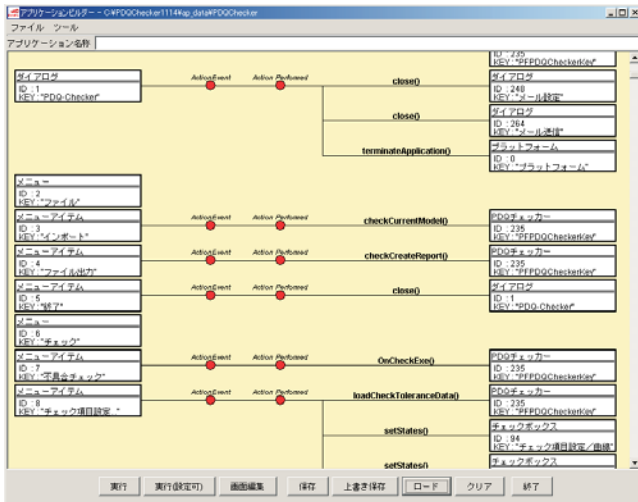 アプリケーションビルダー - C:¥PDQChecker1114¥ap_data¥PDQChecker
ファイル ツール
アプリケーション名称
ID : 235
KEY : "PFPDQCheckerKey"
ダイアログ
ID : 1
KEY : "PDQ-Checker"
ActionEvent
Action Performed
close()
ダイアログ
ID : 248
KEY : "メール設定"
close()
ダイアログ
ID : 264
KEY : "メール送信"
terminateApplication()
プラットフォーム
ID : 0
KEY : "プラットフォーム"
メニュー
ID : 2
KEY : "ファイル"
メニューアイテム
ID : 3
KEY : "インポート"
ActionEvent
Action Performed
checkCurrentModel()
PDQチェッカー
ID : 235
KEY : "PFPDQCheckerKey"
メニューアイテム
ID : 4
KEY : "ファイル出力"
ActionEvent
Action Performed
checkCreateReport()
PDQチェッカー
ID : 235
KEY : "PFPDQCheckerKey"
メニューアイテム
ID : 5
KEY : "終了"
ActionEvent
Action Performed
close()
ダイアログ
ID : 1
KEY : "PDQ-Checker"
メニュー
ID : 6
KEY : "チェック"
メニューアイテム
ID : 7
KEY : "不具合チェック"
ActionEvent
Action Performed
OnCheckExe()
PDQチェッカー
ID : 235
KEY : "PFPDQCheckerKey"
メニューアイテム
ID : 8
KEY : "チェック項目設定..."
ActionEvent
Action Performed
loadCheckToleranceData()
PDQチェッカー
ID : 235
KEY : "PFPDQCheckerKey"
setStates()
チェックボックス
ID : 94
KEY : "チェック項目設定/曲線"
setStates()
チェックボックス
実行 実行(設定可) 画面編集 保存 上書き保存 ロード クリア 終了